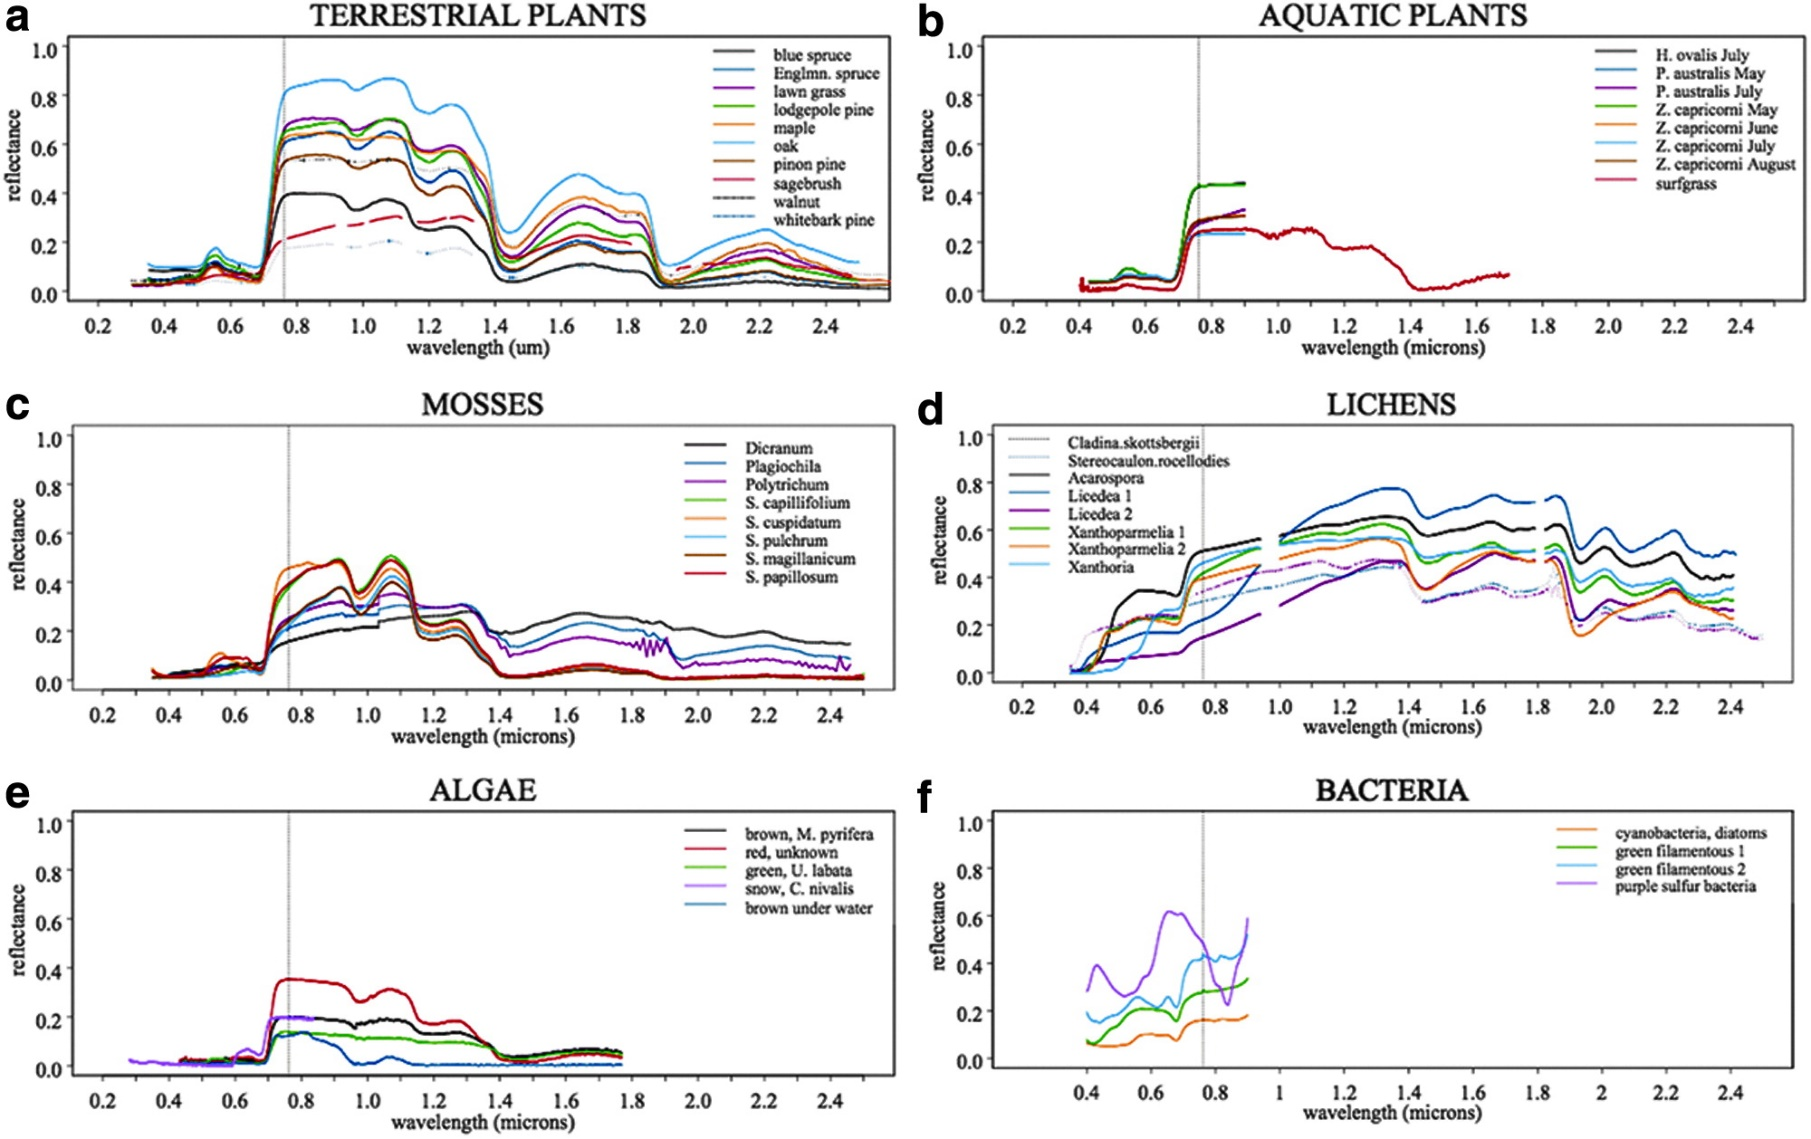 a TERRESTRIAL PLANTS
1.0
0.8
0.6
0.4
0.2
0.0
reflectance
blue spruce
Englmn. spruce
lawn grass
lodgepole pine
maple
oak
pinon pine
sagebrush
walnut
whitebark pine
0.2 0.4 0.6 0.8 1.0 1.2 1.4 1.6 1.8 2.0 2.2 2.4
wavelength (um)
b AQUATIC PLANTS
1.0
0.8
0.6
0.4
0.2
0.0
reflectance
H. ovalis July
P. australis May
P. australis July
Z. capricorni May
Z. capricorni June
Z. capricorni July
Z. capricorni August
surfgrass
0.2 0.4 0.6 0.8 1.0 1.2 1.4 1.6 1.8 2.0 2.2 2.4
wavelength (microns)
c MOSSES
1.0
0.8
0.6
0.4
0.2
0.0
reflectance
Dicranum
Plagiochila
Polytrichum
S. capillifolium
S. cuspidatum
S. pulchrum
S. magillanicum
S. papillosum
0.2 0.4 0.6 0.8 1.0 1.2 1.4 1.6 1.8 2.0 2.2 2.4
wavelength (microns)
d LICHENS
1.0
0.8
0.6
0.4
0.2
0.0
reflectance
Cladina.skottsbergii
Stereocaulon.rocellodies
Acarospora
Licedea 1
Licedea 2
Xanthoparmelia 1
Xanthoparmelia 2
Xanthoria
0.2 0.4 0.6 0.8 1.0 1.2 1.4 1.6 1.8 2.0 2.2 2.4
wavelength (microns)
e ALGAE
1.0
0.8
0.6
0.4
0.2
0.0
reflectance
brown, M. pyrifera
red, unknown
green, U. labata
snow, C. nivalis
brown under water
0.2 0.4 0.6 0.8 1.0 1.2 1.4 1.6 1.8 2.0 2.2 2.4
wavelength (microns)
f BACTERIA
1.0
0.8
0.6
0.4
0.2
0.0
reflectance
cyanobacteria, diatoms
green filamentous 1
green filamentous 2
purple sulfur bacteria
0.4 0.6 0.8 1 1.2 1.4 1.6 1.8 2 2.2 2.4
wavelength (microns)